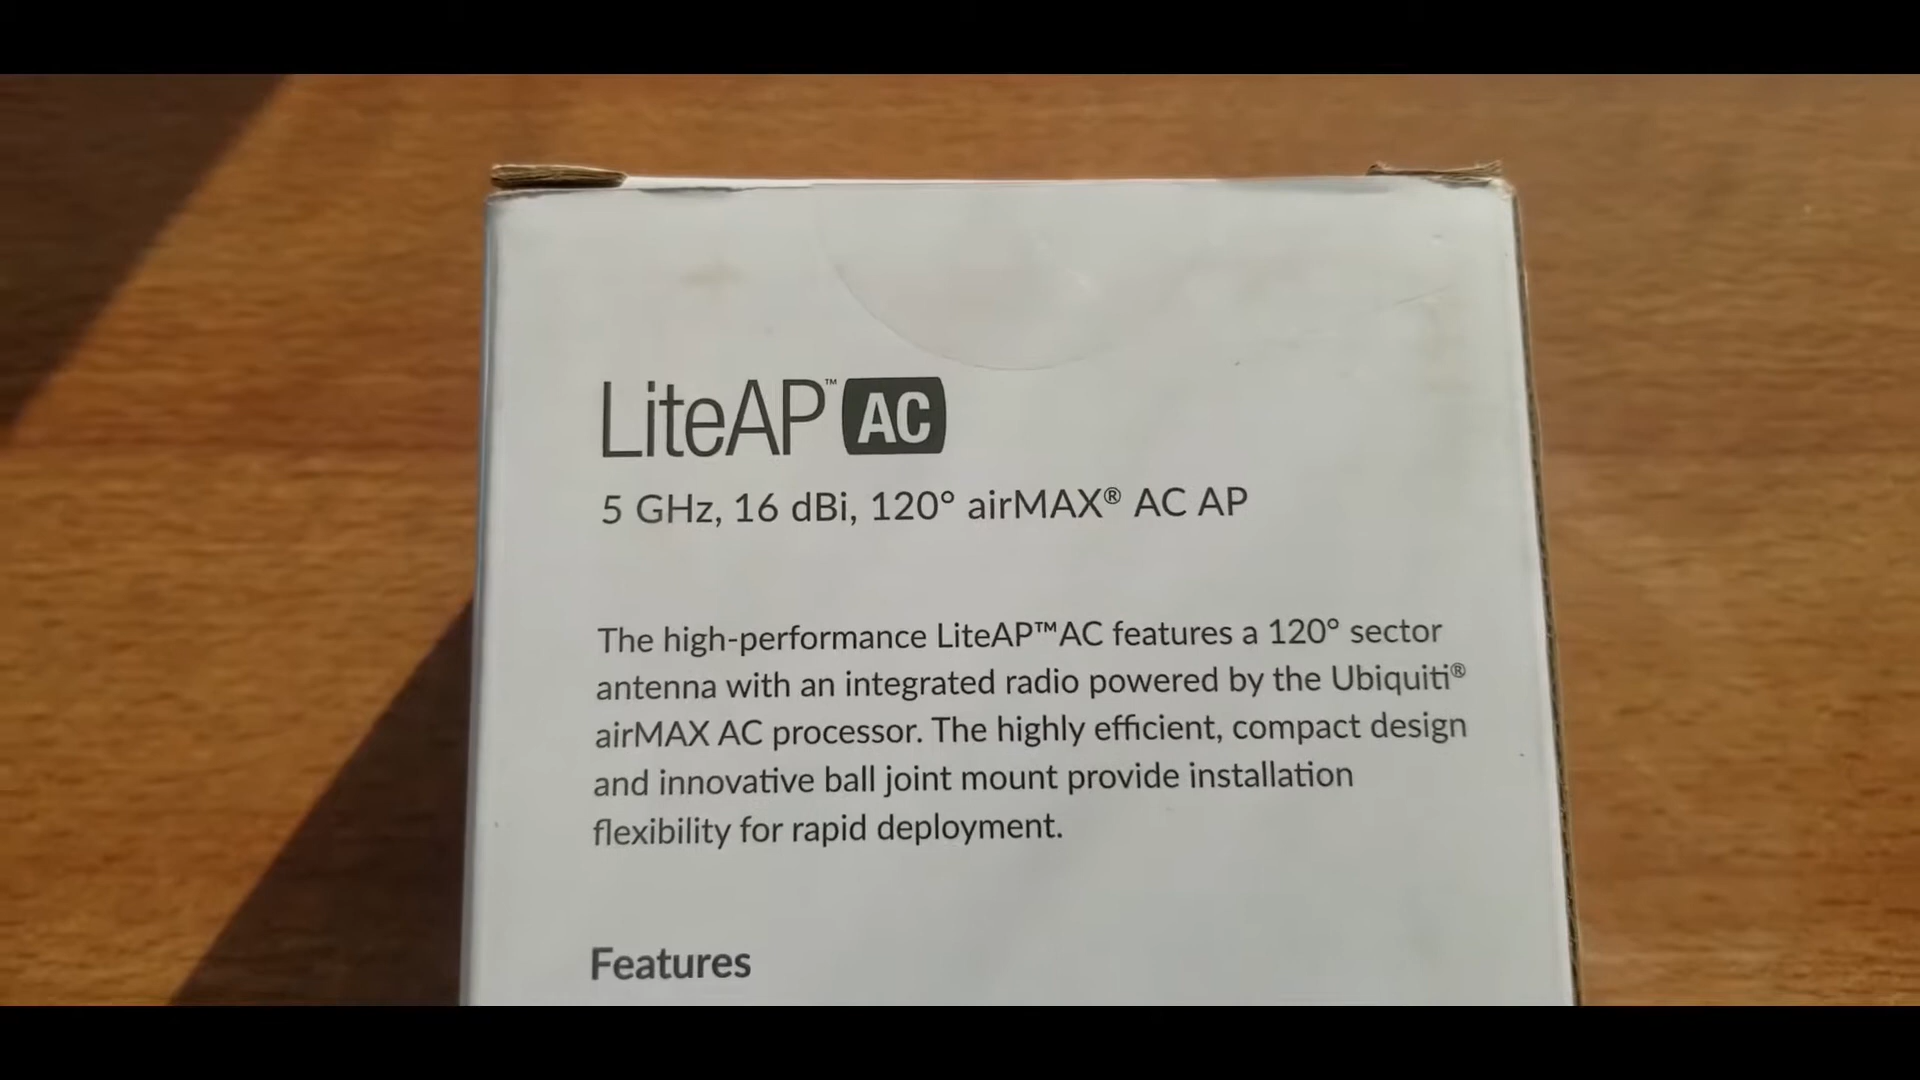 LiteAP™ AC
5 GHz, 16 dBi, 120° airMAX® AC AP
The high-performance LiteAP™AC features a 120° sector
antenna with an integrated radio powered by the Ubiquiti®
airMAX AC processor. The highly efficient, compact design
and innovative ball joint mount provide installation
flexibility for rapid deployment.
Features